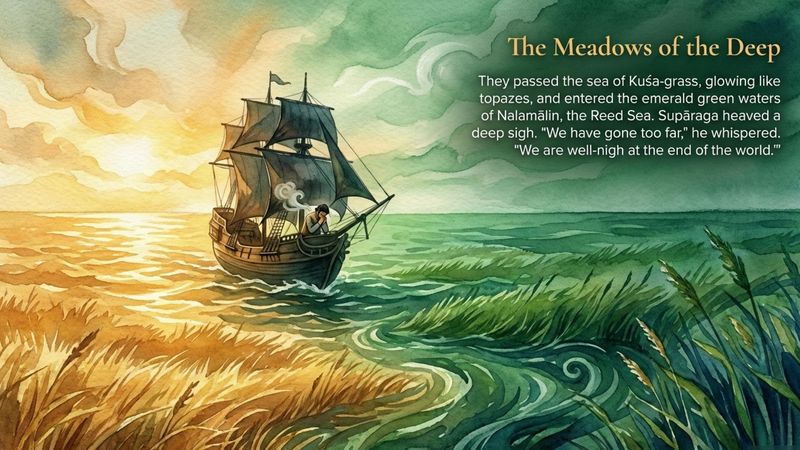 The Meadows of the Deep
They passed the sea of Kuśa-grass, glowing like
topazes, and entered the emerald green waters
of Nalamālin, the Reed Sea. Supāraga heaved a
deep sigh. “We have gone too far,” he whispered.
“We are well-nigh at the end of the world.”’